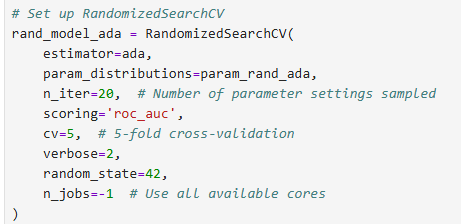 # Set up RandomizedSearchCV
rand_model_ada = RandomizedSearchCV(
    estimator=ada,
    param_distributions=param_rand_ada,
    n_iter=20,  # Number of parameter settings sampled
    scoring='roc_auc',
    cv=5,  # 5-fold cross-validation
    verbose=2,
    random_state=42,
    n_jobs=-1  # Use all available cores
)